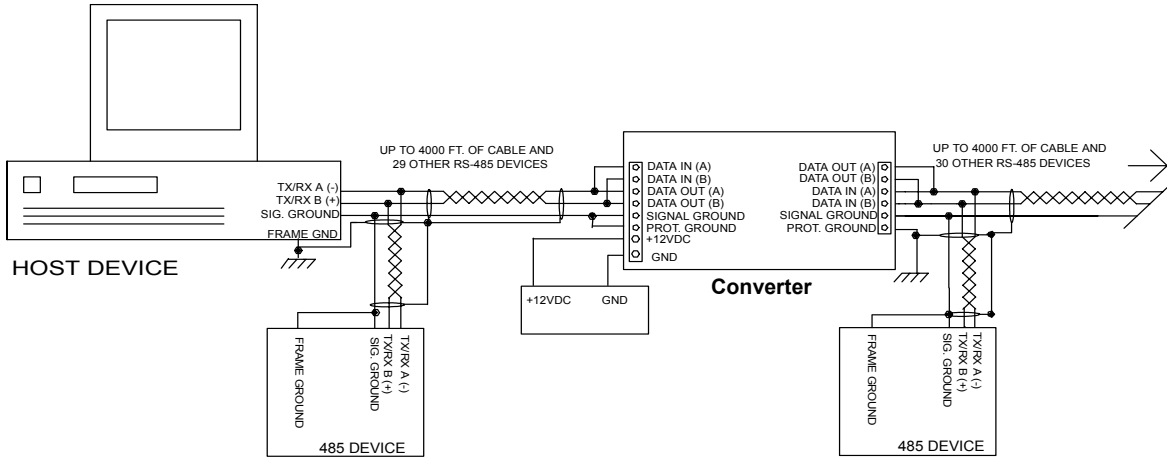 UP TO 4000 FT. OF CABLE AND
29 OTHER RS-485 DEVICES
UP TO 4000 FT. OF CABLE AND
30 OTHER RS-485 DEVICES
TX/RX A (-)
TX/RX B (+)
SIG. GROUND
FRAME GND
HOST DEVICE
DATA IN (A)
DATA IN (B)
DATA OUT (A)
DATA OUT (B)
SIGNAL GROUND
PROT. GROUND
+12VDC
GND
DATA OUT (A)
DATA OUT (B)
DATA IN (A)
DATA IN (B)
SIGNAL GROUND
PROT. GROUND
Converter
+12VDC
GND
FRAME GROUND
SIG. GROUND
TX/RX B (+)
TX/RX A (-)
485 DEVICE
FRAME GROUND
SIG. GROUND
TX/RX B (+)
TX/RX A (-)
485 DEVICE